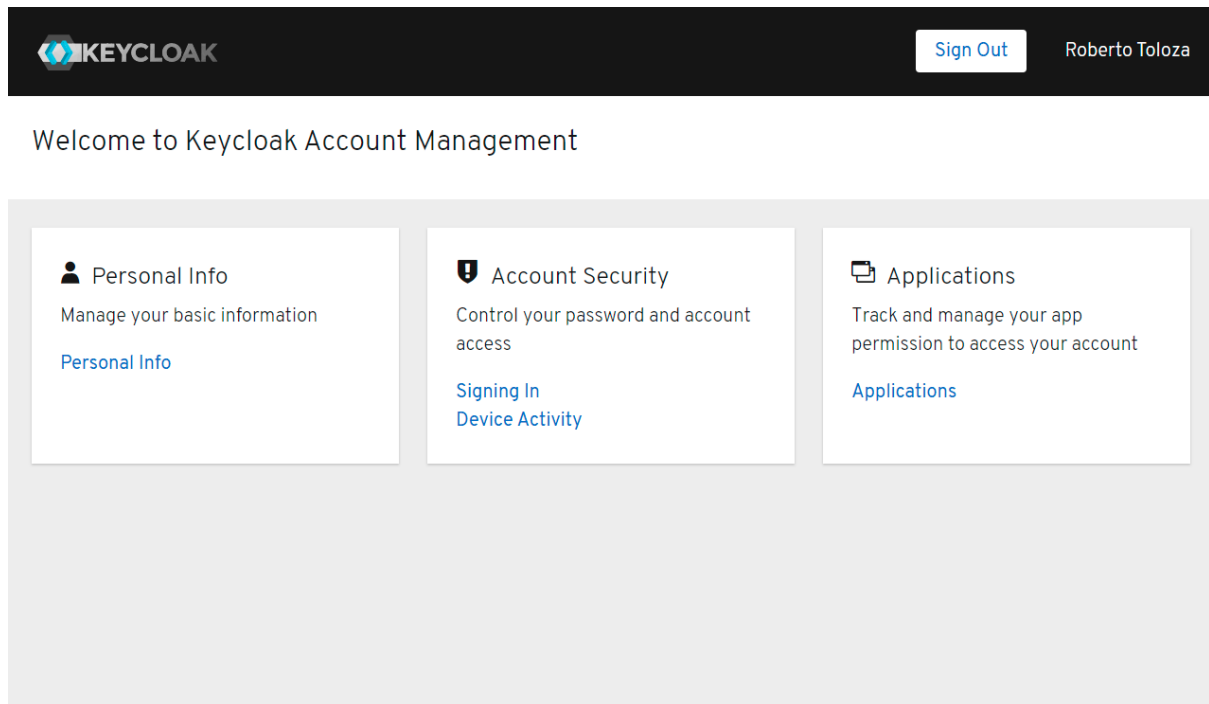 KEYCLOAK
Sign Out
Roberto Toloza
Welcome to Keycloak Account Management
Personal Info
Manage your basic information
Personal Info
Account Security
Control your password and account
access
Signing In
Device Activity
Applications
Track and manage your app
permission to access your account
Applications